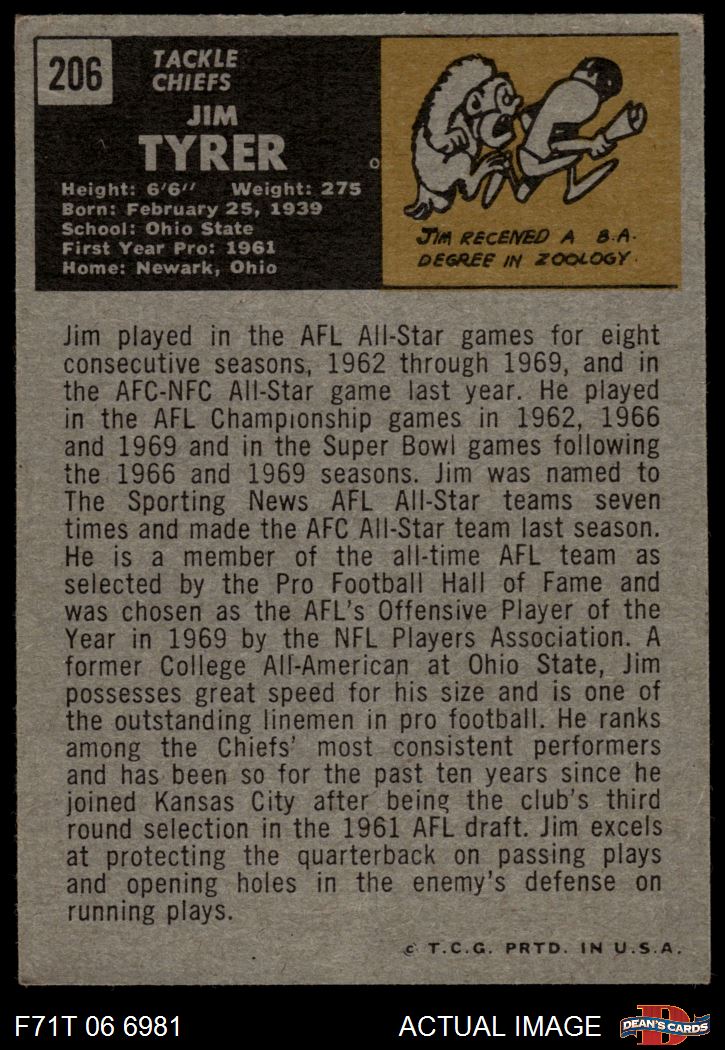 206
TACKLE
CHIEFS
JIM
TYRER
Height: 6'6" Weight: 275
Born: February 25, 1939
School: Ohio State
First Year Pro: 1961
Home: Newark, Ohio
JIM RECEIVED A B.A.
DEGREE IN ZOOLOGY.
Jim played in the AFL All-Star games for eight
consecutive seasons, 1962 through 1969, and in
the AFC-NFC All-Star game last year. He played
in the AFL Championship games in 1962, 1966
and 1969 and in the Super Bowl games following
the 1966 and 1969 seasons. Jim was named to
The Sporting News AFL All-Star teams seven
times and made the AFC All-Star team last season.
He is a member of the all-time AFL team as
selected by the Pro Football Hall of Fame and
was chosen as the AFL's Offensive Player of the
Year in 1969 by the NFL Players Association. A
former College All-American at Ohio State, Jim
possesses great speed for his size and is one of
the outstanding linemen in pro football. He ranks
among the Chiefs' most consistent performers
and has been so for the past ten years since he
joined Kansas City after being the club's third
round selection in the 1961 AFL draft. Jim excels
at protecting the quarterback on passing plays
and opening holes in the enemy's defense on
running plays.
© T.C.G. PRTD. IN U.S.A.
F71T 06 6981
ACTUAL IMAGE
D
DEAN'S CARDS